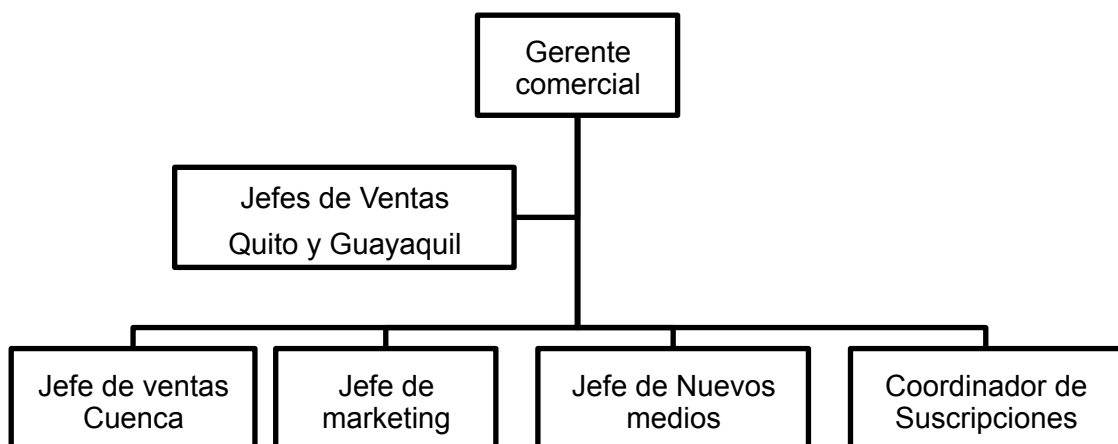 Gerente
comercial
Jefes de Ventas
Quito y Guayaquil
Jefe de ventas
Cuenca
Jefe de
marketing
Jefe de Nuevos
medios
Coordinador de
Suscripciones